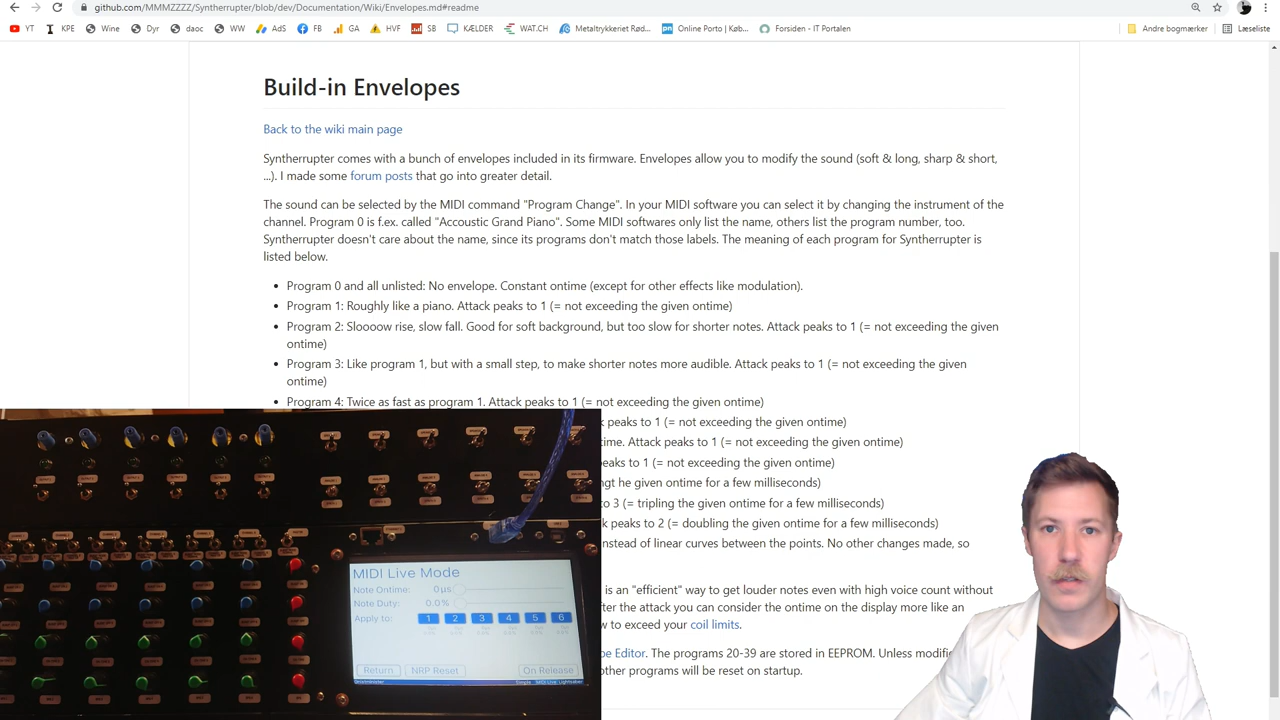 github.com/MMMZZZZ/Syntherrupter/blob/dev/Documentation/Wiki/Envelopes.md#readme
YT KPE Wine Dyr daoc WW AdS FB GA HVF SB KÆLDER WAT.CH Metaltrykkeriet Rød... Online Porto | Køb... Forsiden - IT Portalen Andre bogmærker Læseliste
Build-in Envelopes
Back to the wiki main page
Syntherrupter comes with a bunch of envelopes included in its firmware. Envelopes allow you to modify the sound (soft & long, sharp & short,
...). I made some forum posts that go into greater detail.
The sound can be selected by the MIDI command "Program Change". In your MIDI software you can select it by changing the instrument of the
channel. Program 0 is f.ex. called "Accoustic Grand Piano". Some MIDI softwares only list the name, others list the program number, too.
Syntherrupter doesn't care about the name, since its programs don't match those labels. The meaning of each program for Syntherrupter is
listed below.
• Program 0 and all unlisted: No envelope. Constant ontime (except for other effects like modulation).
• Program 1: Roughly like a piano. Attack peaks to 1 (= not exceeding the given ontime)
• Program 2: Sloooow rise, slow fall. Good for soft background, but too slow for shorter notes. Attack peaks to 1 (= not exceeding the given
ontime)
• Program 3: Like program 1, but with a small step, to make shorter notes more audible. Attack peaks to 1 (= not exceeding the given
ontime)
• Program 4: Twice as fast as program 1. Attack peaks to 1 (= not exceeding the given ontime)
k peaks to 1 (= not exceeding the given ontime)
time. Attack peaks to 1 (= not exceeding the given ontime)
eaks to 1 (= not exceeding the given ontime)
ngt he given ontime for a few milliseconds)
to 3 (= tripling the given ontime for a few milliseconds)
k peaks to 2 (= doubling the given ontime for a few milliseconds)
nstead of linear curves between the points. No other changes made, so
is an "efficient" way to get louder notes even with high voice count without
fter the attack you can consider the ontime on the display more like an
w to exceed your coil limits.
pe Editor. The programs 20-39 are stored in EEPROM. Unless modifi
other programs will be reset on startup.
MIDI Live Mode
Note Ontime: 0µs
Note Duty: 0.0%
Apply to: 1 2 3 4 5 6
Return NRP Reset On Release